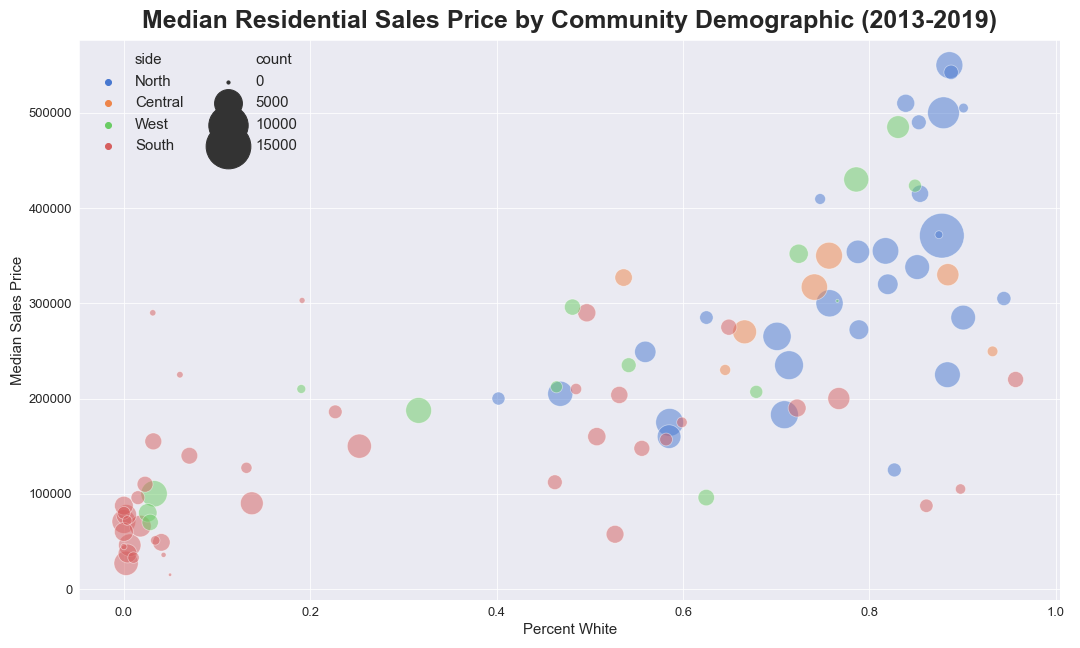 Median Residential Sales Price by Community Demographic (2013-2019)
side
North
Central
West
South
count
0
5000
10000
15000
Median Sales Price
500000
400000
300000
200000
100000
0
0.0 0.2 0.4 0.6 0.8 1.0
Percent White